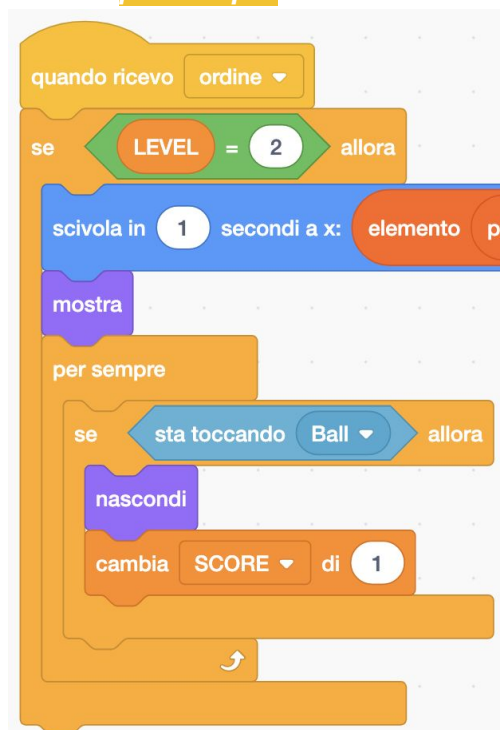 quando ricevo ordine
se LEVEL = 2 allora
scivola in 1 secondi a x: elemento p
mostra
per sempre
se sta toccando Ball allora
nascondi
cambia SCORE di 1